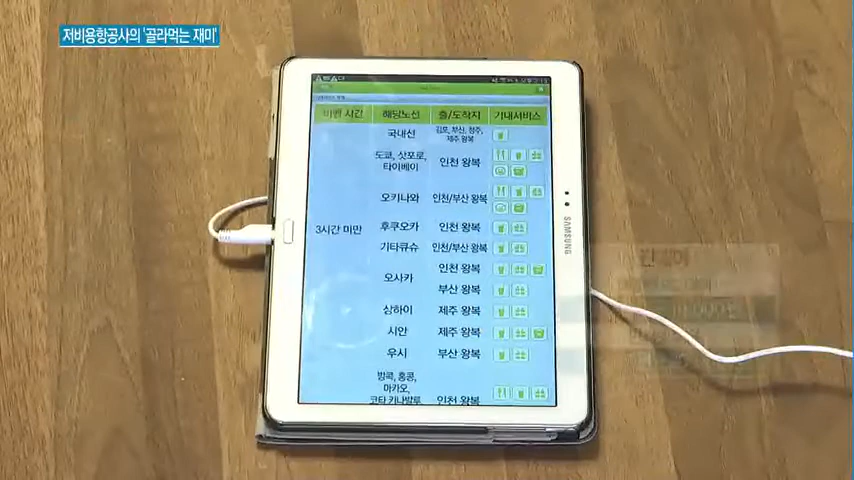 저비용항공사의 '골라먹는 재미'
비행 시간 해당노선 출/도착지 기내서비스
국내선 김포, 부산, 청주, 제주 왕복
도쿄, 삿포로, 타이베이 인천 왕복
오키나와 인천/부산 왕복
3시간 미만
후쿠오카 인천 왕복
기타큐슈 인천/부산 왕복
오사카 인천 왕복
부산 왕복
상하이 제주 왕복
시안 제주 왕복
우시 부산 왕복
방콕, 홍콩, 마카오, 코타 키나발루 인천 왕복
SAMSUNG